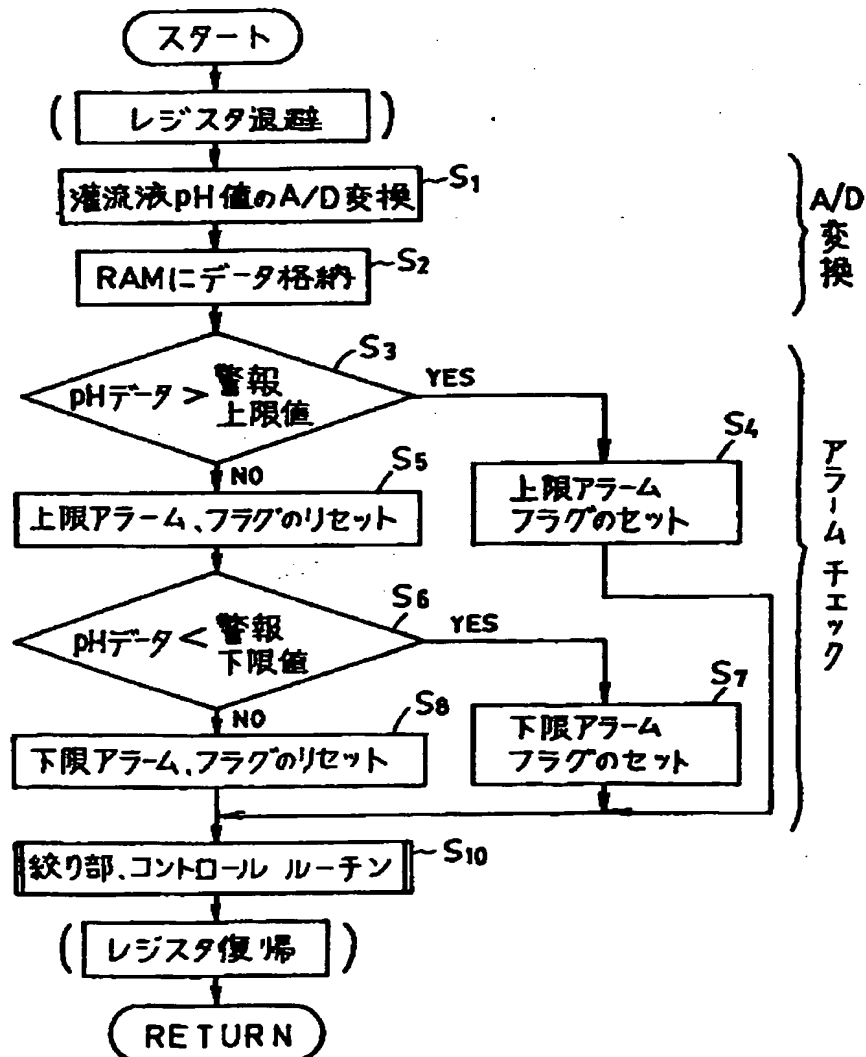 スタート
(レジスタ退避)
灌流液pH値のA/D変換
S1
RAMにデータ格納
S2
A/D
変換
pHデータ > 警報
上限値
S3
YES
NO
上限アラーム
フラグのセット
S4
上限アラーム、フラグのリセット
S5
アラームチェック
pHデータ < 警報
下限値
S6
YES
NO
下限アラーム
フラグのセット
S7
下限アラーム、フラグのリセット
S8
絞り部、コントロール ルーチン
S10
(レジスタ復帰)
RETURN